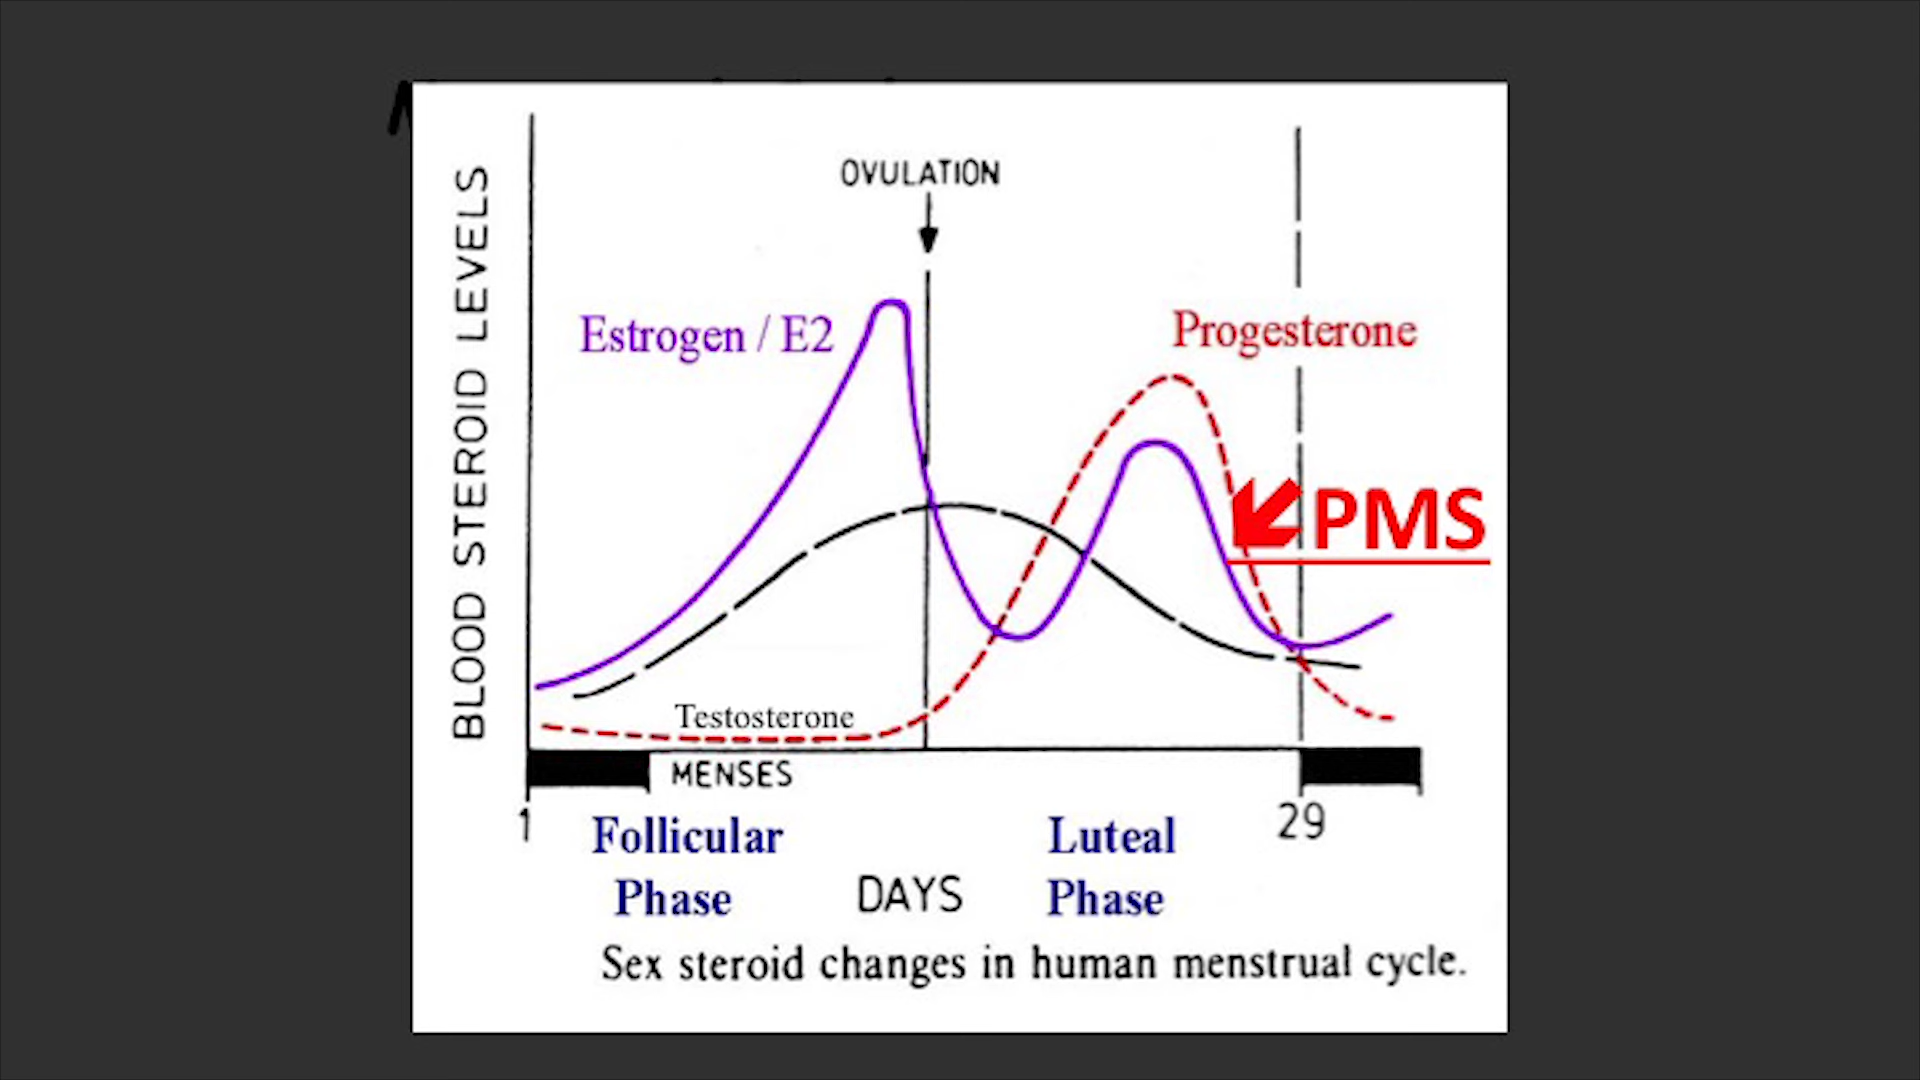 OVULATION
BLOOD STEROID LEVELS
Estrogen / E2
Progesterone
PMS
Testosterone
MENSES
1
29
Follicular
Phase
DAYS
Luteal
Phase
Sex steroid changes in human menstrual cycle.